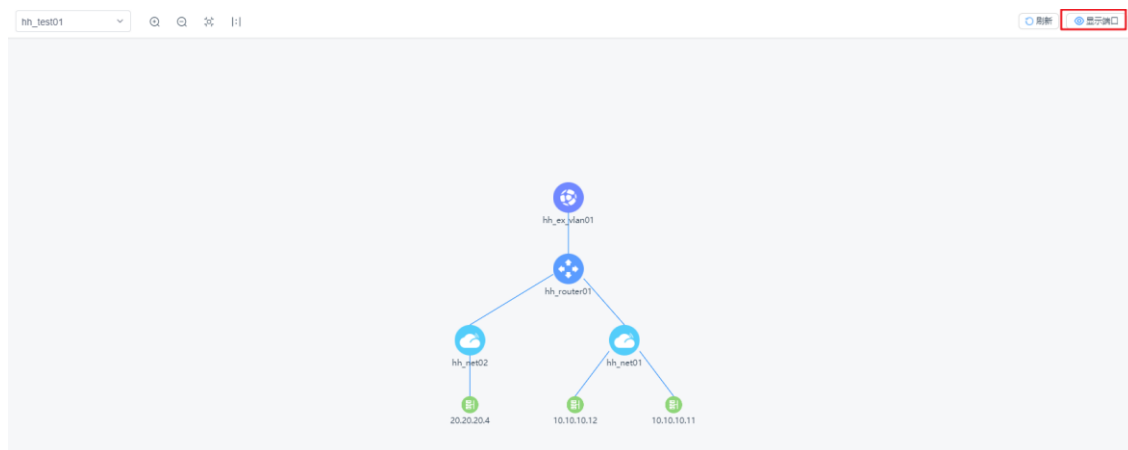 hh_test01
刷新
显示端口
hh_ex_vlan01
hh_router01
hh_net02
hh_net01
20.20.20.4
10.10.10.12
10.10.10.11